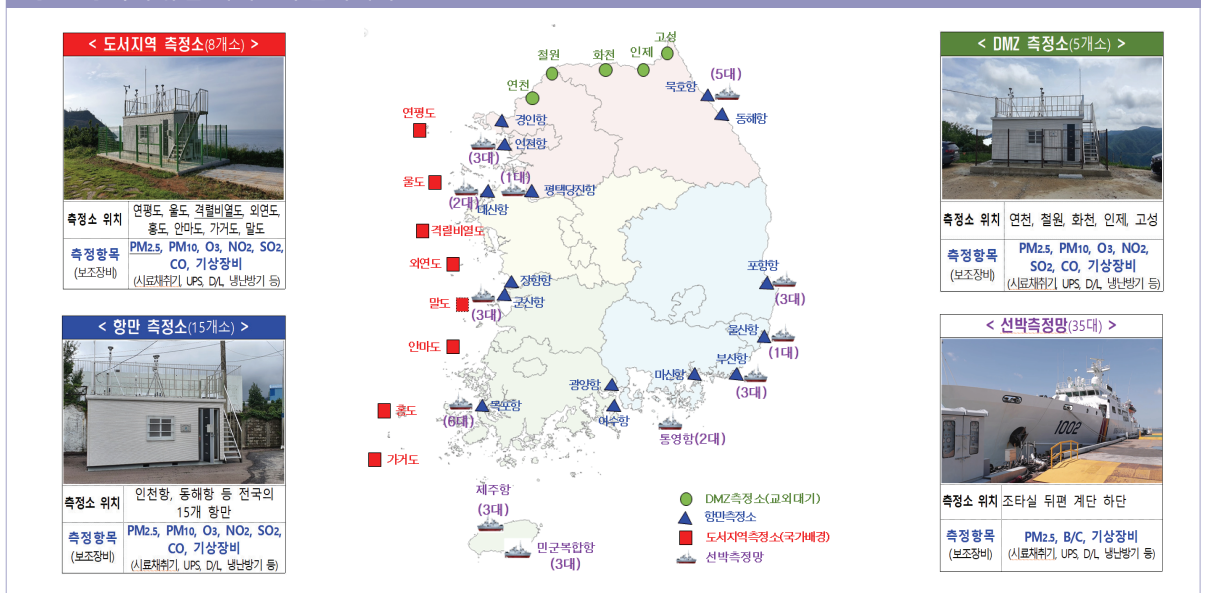 < 도서지역 측정소(8개소) >
측정소 위치
연평도, 울도, 격렬비열도, 외연도,
홍도, 안마도, 가거도, 말도
측정항목
(보조장비)
PM2.5, PM10, O3, NO2, SO2,
CO, 기상장비
(시료채취기, UPS, D/L, 냉난방기 등)
< 항만 측정소(15개소) >
측정소 위치
인천항, 동해항 등 전국의
15개 항만
측정항목
(보조장비)
PM2.5, PM10, O3, NO2, SO2,
CO, 기상장비
(시료채취기, UPS, D/L, 냉난방기 등)
고성
인제
화천
철원
연천
(5대)
묵호항
동해항
연평도
경인항
인천항
(3대)
(1대)
울도
평택당진항
(2대)
대산항
격렬비열도
외연도
장항항
포항항
말도
군산항
(3대)
(3대)
울산항
안마도
(1대)
부산항
마산항
광양항
(3대)
홍도
목포항
(6대)
여수항
통영항(2대)
가거도
제주항
(3대)
민군복합항
(3대)
DMZ측정소(교외대기)
항만측정소
도서지역측정소(국가배경)
선박측정망
< DMZ 측정소(5개소) >
측정소 위치
연천, 철원, 화천, 인제, 고성
측정항목
(보조장비)
PM2.5, PM10, O3, NO2,
SO2, CO, 기상장비
(시료채취기, UPS, D/L, 냉난방기 등)
< 선박측정망(35대) >
1002
측정소 위치
조타실 뒤편 계단 하단
측정항목
(보조장비)
PM2.5, B/C, 기상장비
(시료채취기, UPS, D/L, 냉난방기 등)